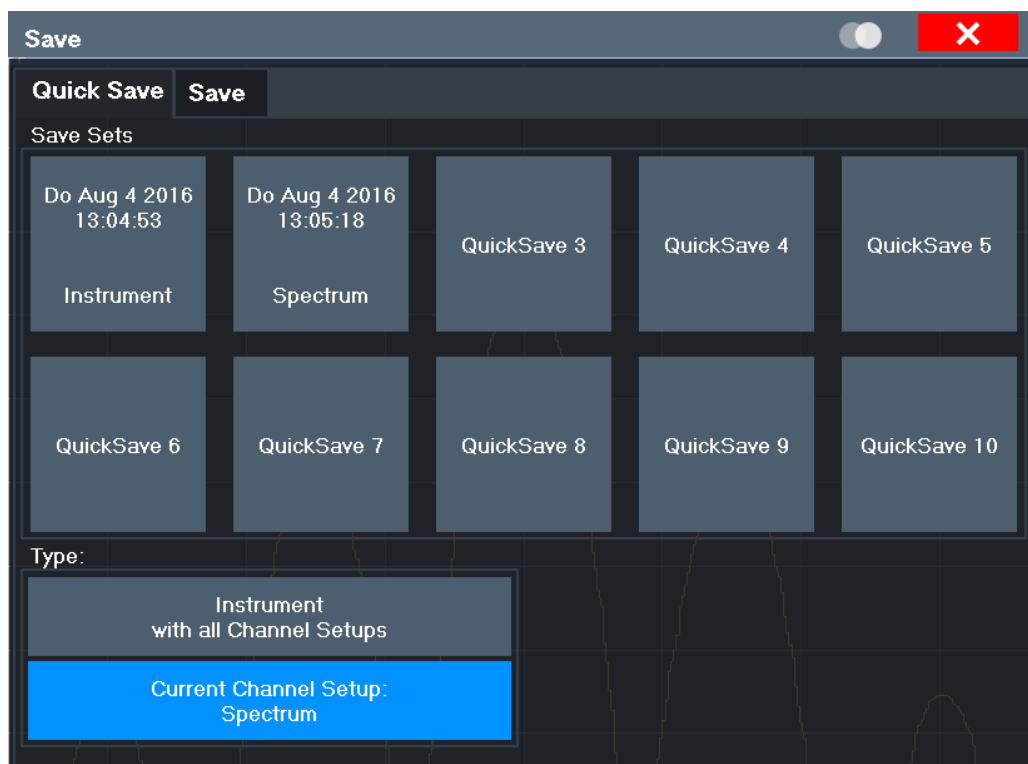 Save
Quick Save
Save
Save Sets
Do Aug 4 2016
13:04:53
Instrument
Do Aug 4 2016
13:05:18
Spectrum
QuickSave 3
QuickSave 4
QuickSave 5
QuickSave 6
QuickSave 7
QuickSave 8
QuickSave 9
QuickSave 10
Type:
Instrument
with all Channel Setups
Current Channel Setup:
Spectrum